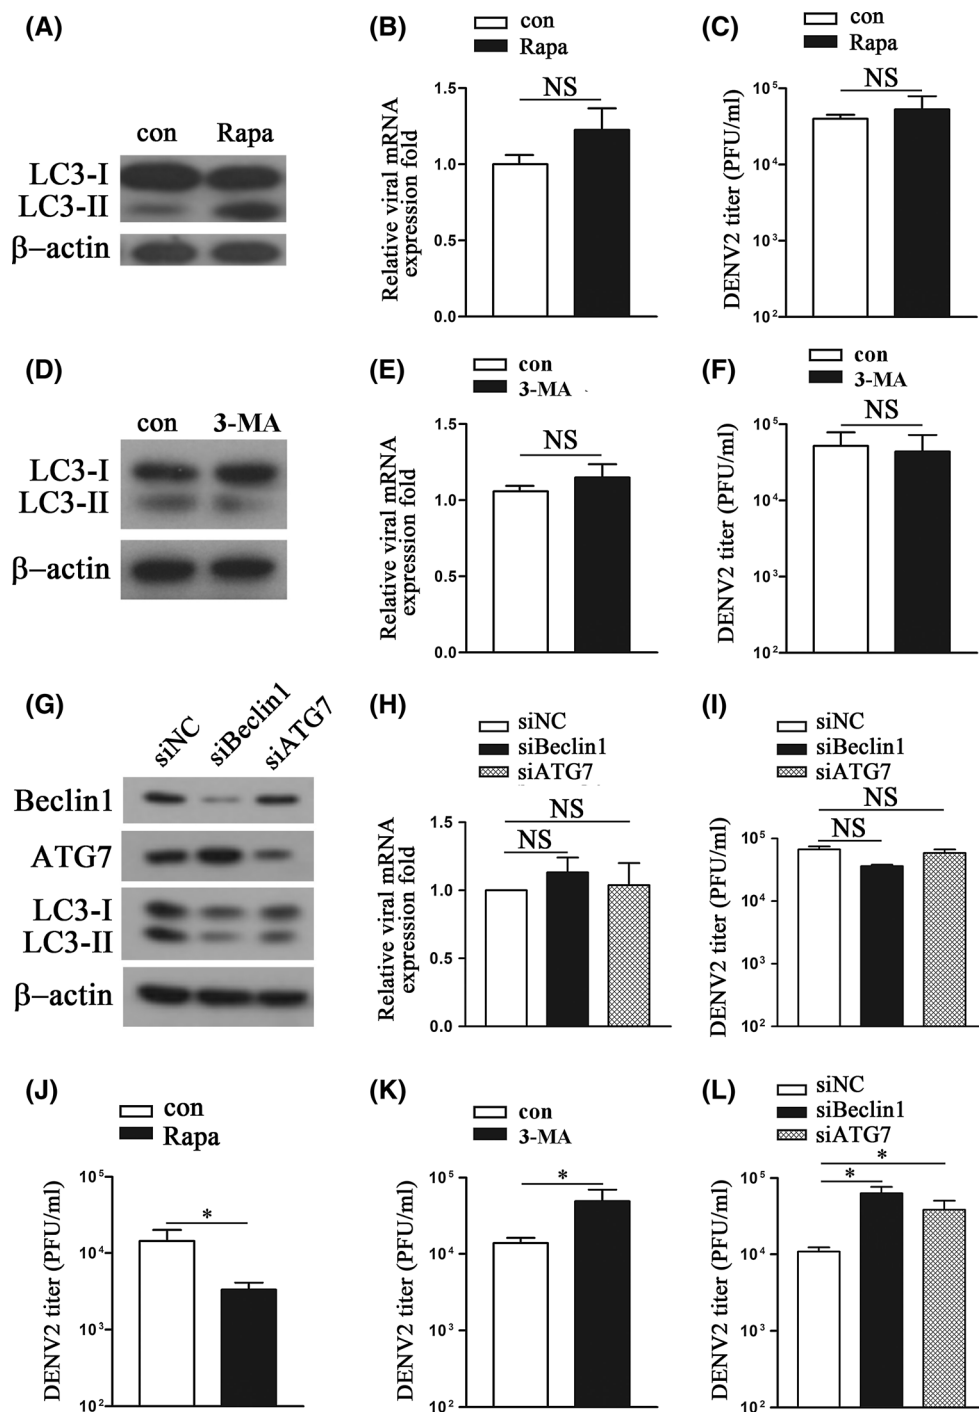 (A)
con Rapa
LC3-I
LC3-II
β-actin
(B)
con
Rapa
Relative viral mRNA
expression fold
1.5
1.0
0.5
0.0
NS
(C)
con
Rapa
DENV2 titer (PFU/ml)
10⁵
10⁴
10³
10²
NS
(D)
con 3-MA
LC3-I
LC3-II
β-actin
(E)
con
3-MA
Relative viral mRNA
expression fold
1.5
1.0
0.5
0.0
NS
(F)
con
3-MA
DENV2 titer (PFU/ml)
10⁵
10⁴
10³
10²
NS
(G)
siNC siBeclin1 siATG7
Beclin1
ATG7
LC3-I
LC3-II
β-actin
(H)
siNC
siBeclin1
siATG7
Relative viral mRNA
expression fold
1.5
1.0
0.5
0.0
NS
NS
(I)
siNC
siBeclin1
siATG7
DENV2 titer (PFU/ml)
10⁵
10⁴
10³
10²
NS
NS
(J)
con
Rapa
DENV2 titer (PFU/ml)
10⁵
10⁴
10³
10²
*
(K)
con
3-MA
DENV2 titer (PFU/ml)
10⁵
10⁴
10³
10²
*
(L)
siNC
siBeclin1
siATG7
DENV2 titer (PFU/ml)
10⁵
10⁴
10³
10²
*
*